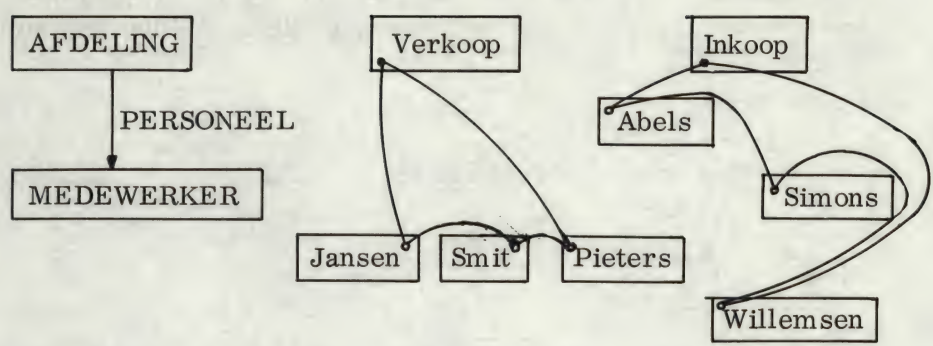 AFDELING
PERSONEEL
MEDEWERKER
Verkoop
Jansen
Smit
Pieters
Inkoop
Abels
Simons
Willemsen